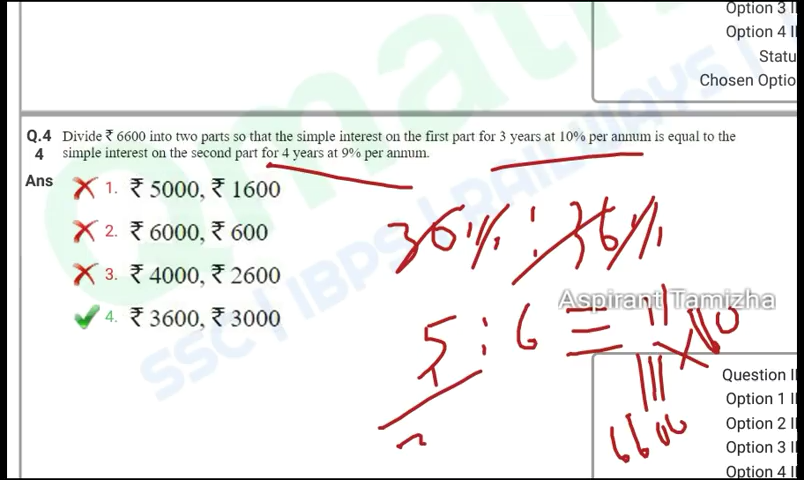 Option 3 I
Option 4 I
Statu
Chosen Optio
Qmath
SSC | IBPS | RAILWAYS |
Q.4 Divide ₹ 6600 into two parts so that the simple interest on the first part for 3 years at 10% per annum is equal to the
4 simple interest on the second part for 4 years at 9% per annum.
Ans 1. ₹ 5000, ₹ 1600
2. ₹ 6000, ₹ 600
3. ₹ 4000, ₹ 2600
4. ₹ 3600, ₹ 3000
30% : 36%
Aspirant Tamizha
5 : 6 ≡ 11
6600
Question I
Option 1 I
Option 2 I
Option 3 I
Option 4 I